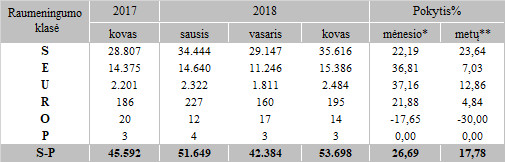 Raumeningumo klasė 2017 2018 Pokytis%
kovas sausis vasaris kovas mėnesio* metų**
S 28.807 34.444 29.147 35.616 22,19 23,64
E 14.375 14.640 11.246 15.386 36,81 7,03
U 2.201 2.322 1.811 2.484 37,16 12,86
R 186 227 160 195 21,88 4,84
O 20 12 17 14 -17,65 -30,00
P 3 4 3 3 0,00 0,00
S-P 45.592 51.649 42.384 53.698 26,69 17,78